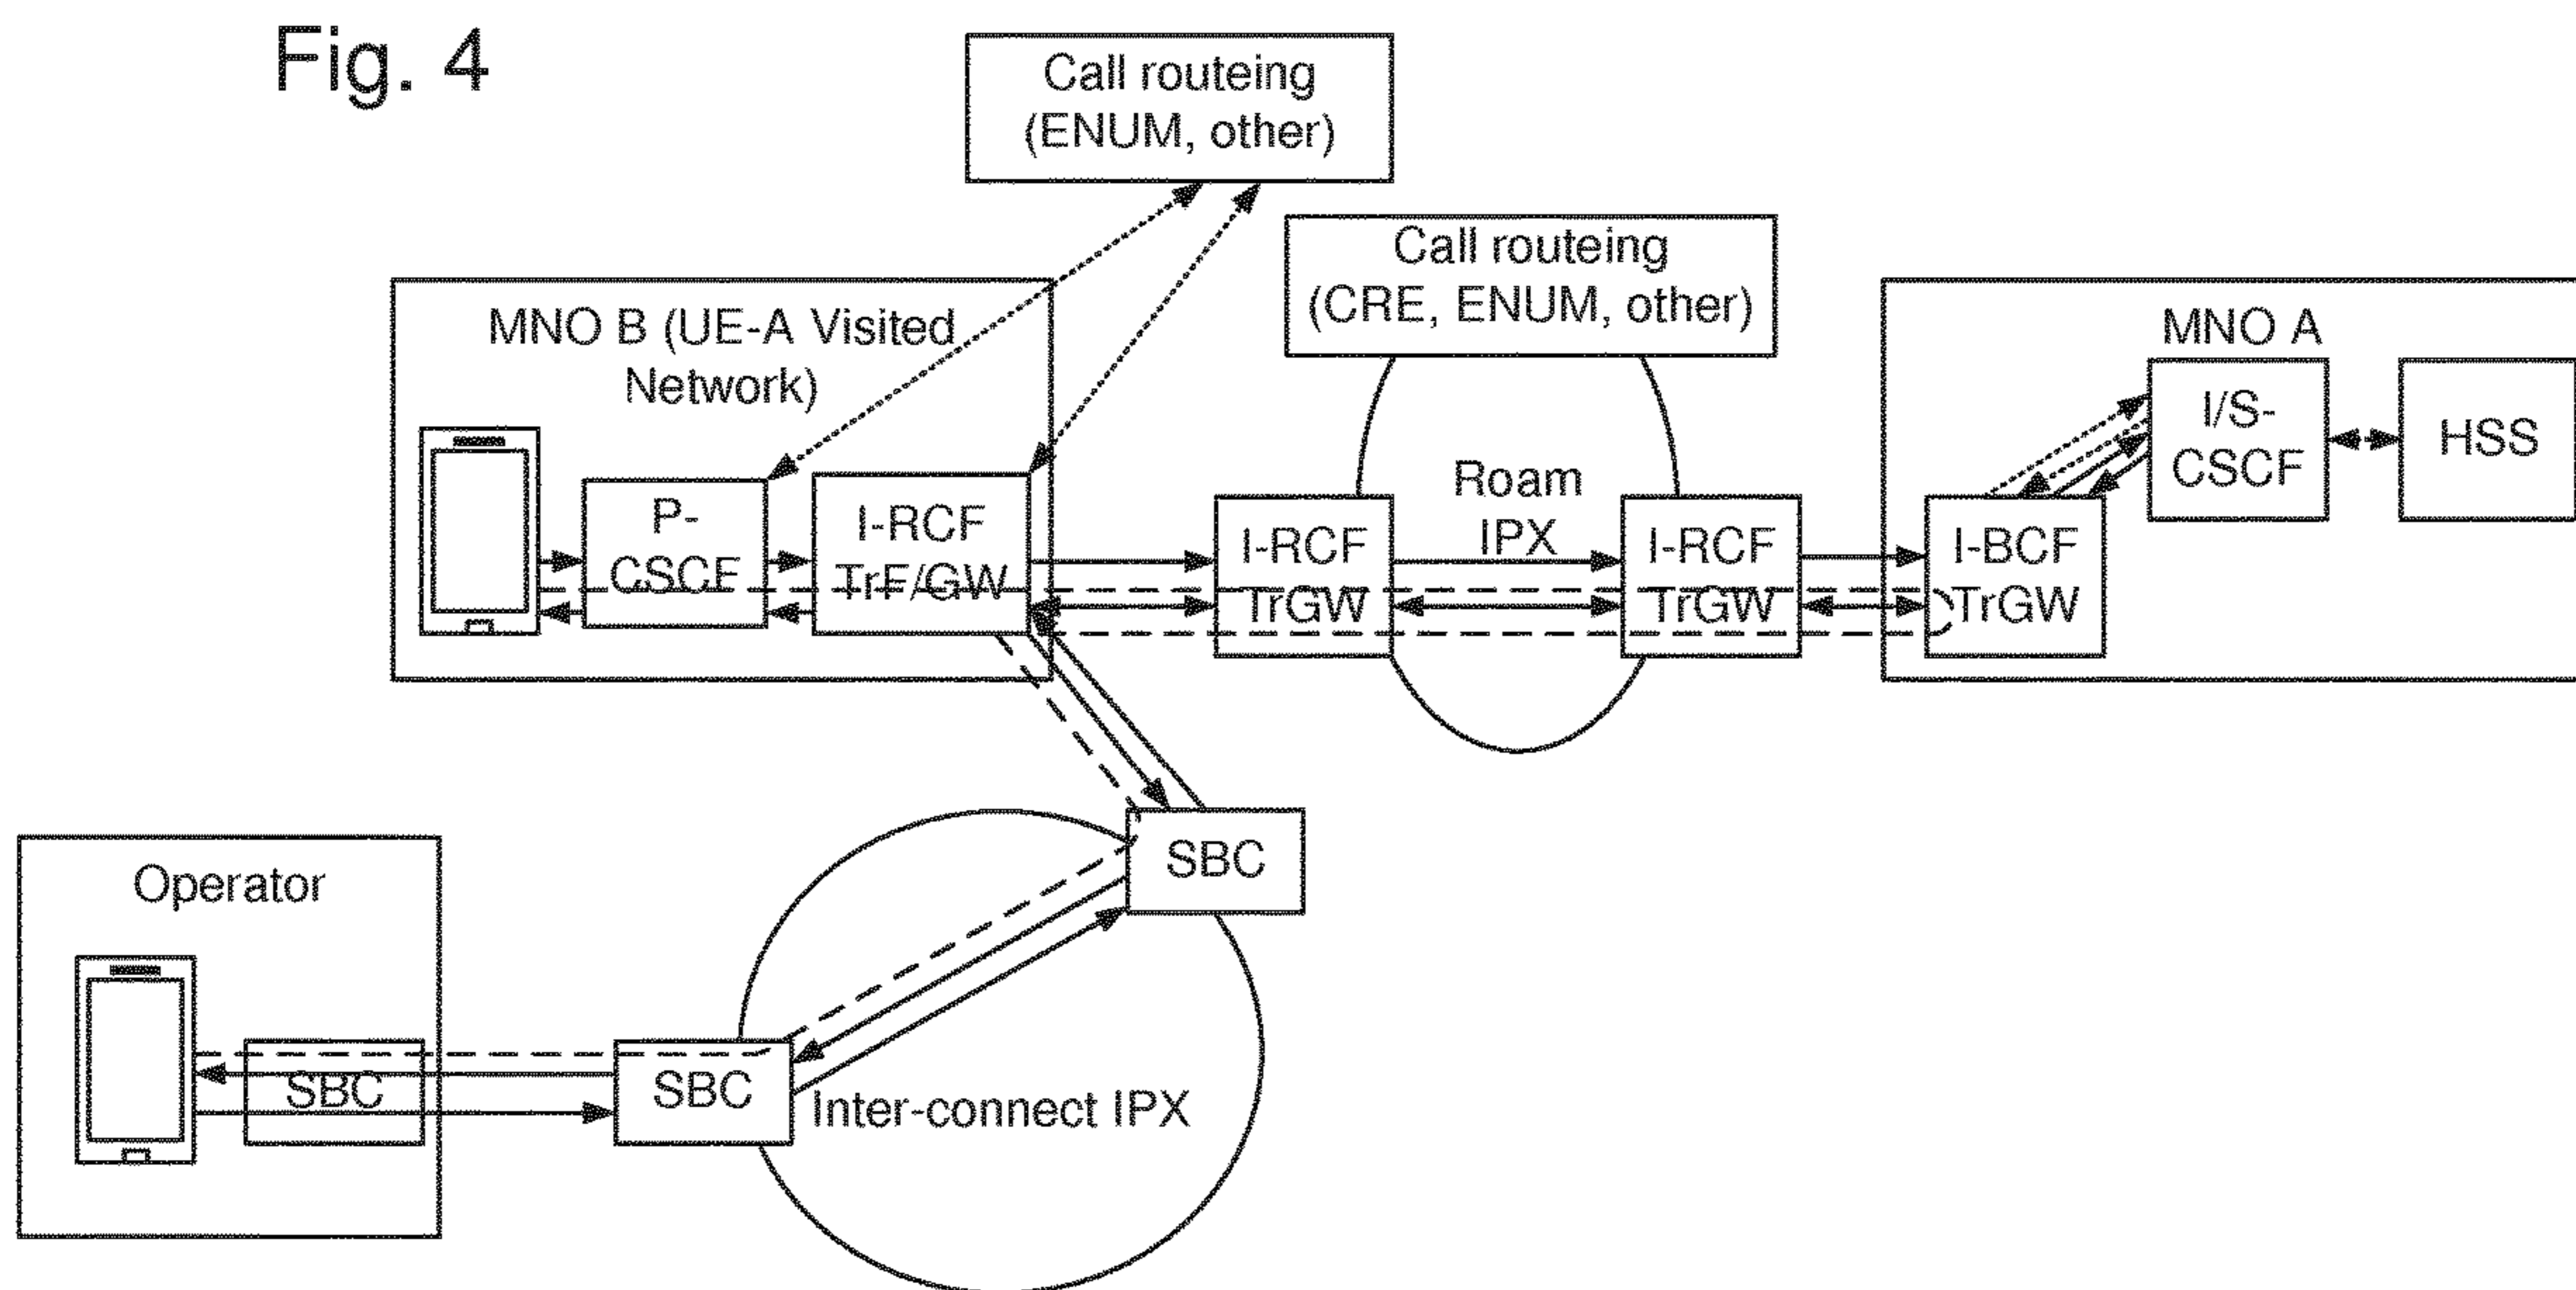 Fig. 4
Call routeing
(ENUM, other)
Call routeing
(CRE, ENUM, other)
MNO B (UE-A Visited
Network)
MNO A
P-
CSCF
I-RCF
TrF/GW
I-RCF
TrGW
Roam
IPX
I-RCF
TrGW
I-BCF
TrGW
I/S-
CSCF
HSS
SBC
Operator
SBC
SBC
Inter-connect IPX